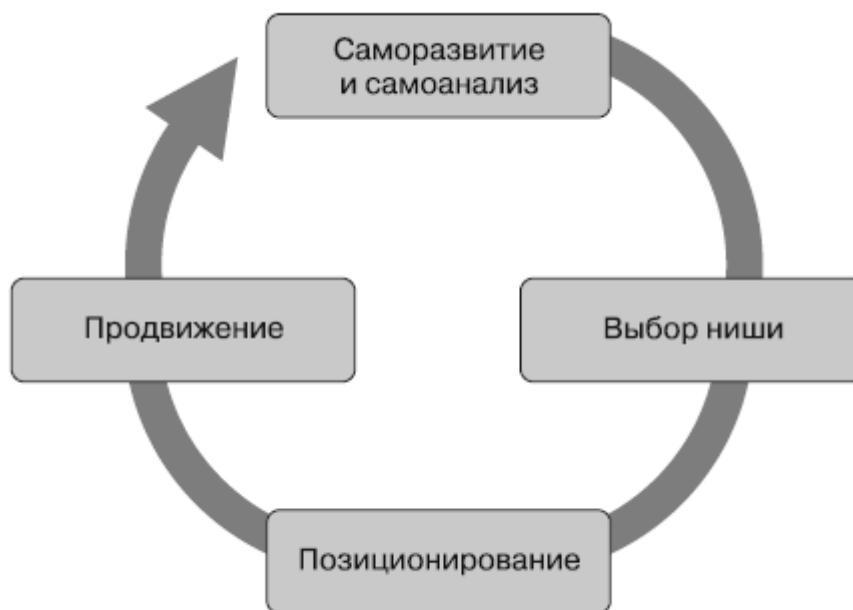 Саморазвитие
и самоанализ
Продвижение
Выбор ниши
Позиционирование